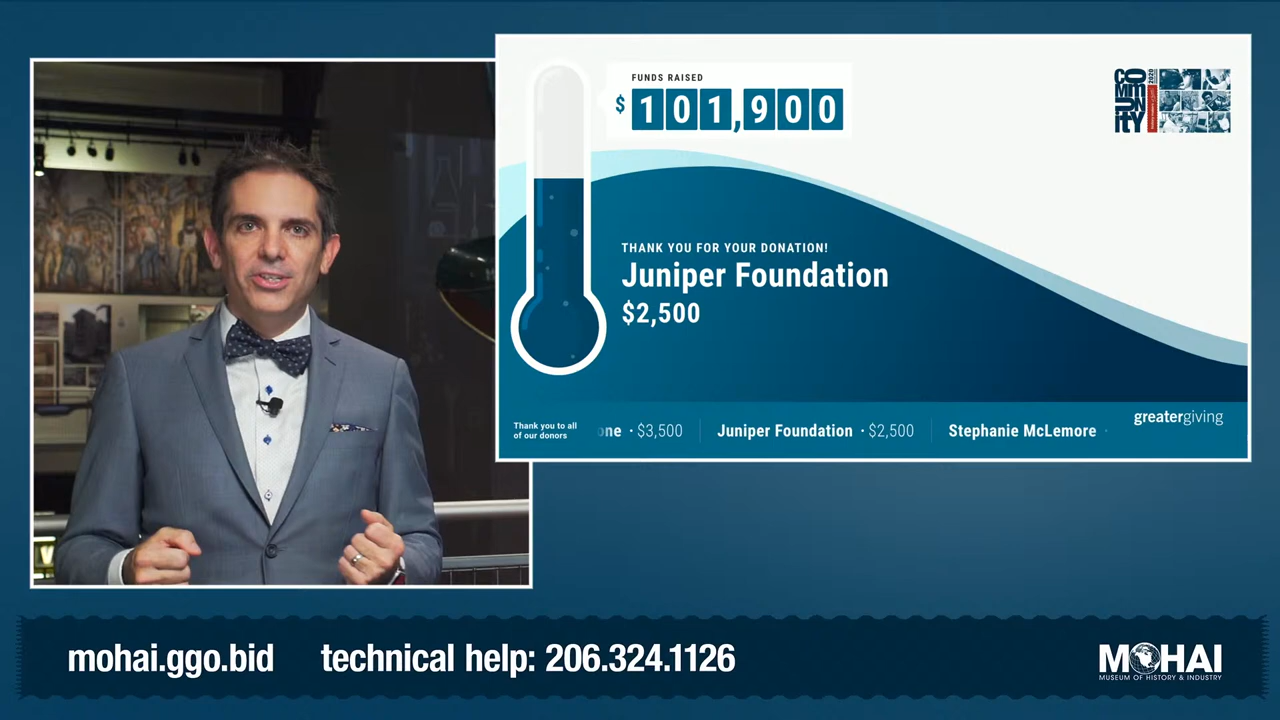 FUNDS RAISED
$101,900
COMMUNITY
2020
THANK YOU FOR YOUR DONATION!
Juniper Foundation
$2,500
Thank you to all
of our donors
one · $3,500
Juniper Foundation · $2,500
Stephanie McLemore ·
greatergiving
mohai.ggo.bid
technical help: 206.324.1126
MOHAI
MUSEUM OF HISTORY & INDUSTRY